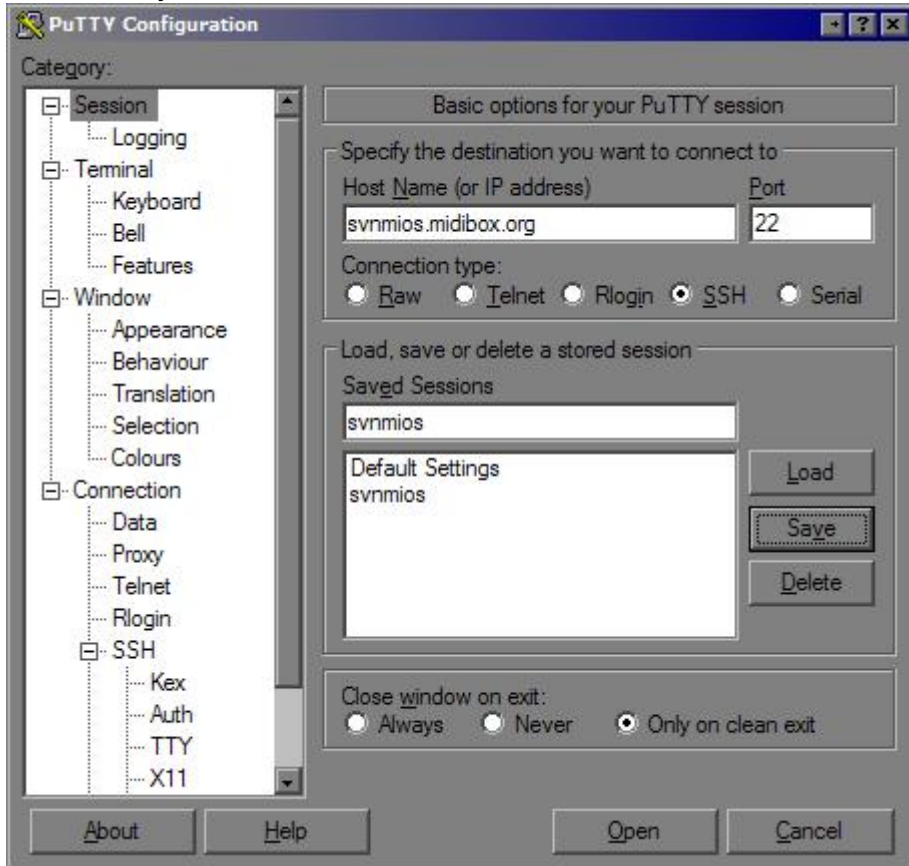 PuTTY Configuration
Category:
Session
Logging
Terminal
Keyboard
Bell
Features
Window
Appearance
Behaviour
Translation
Selection
Colours
Connection
Data
Proxy
Telnet
Rlogin
SSH
Kex
Auth
TTY
X11
Basic options for your PuTTY session
Specify the destination you want to connect to
Host Name (or IP address) Port
svnmios.midibox.org 22
Connection type:
Raw Telnet Rlogin SSH Serial
Load, save or delete a stored session
Saved Sessions
svnmios
Default Settings
svnmios
Load
Save
Delete
Close window on exit:
Always Never Only on clean exit
About Help Open Cancel